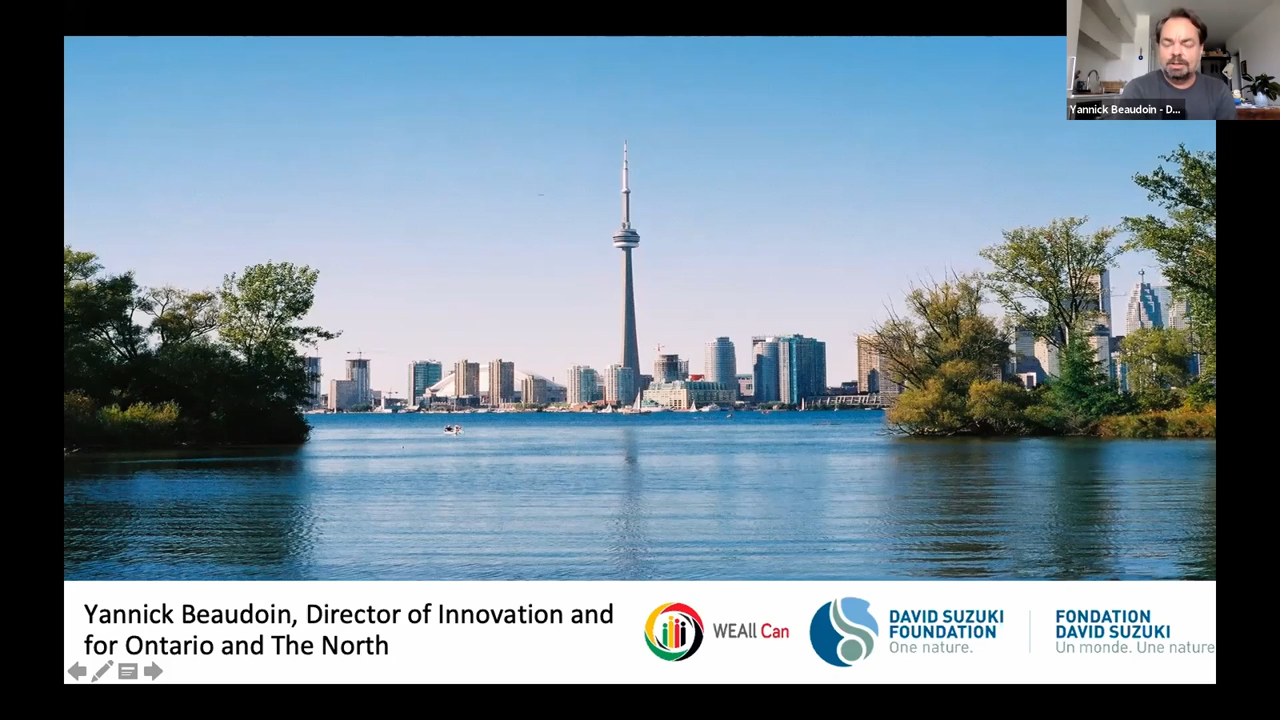 Yannick Beaudoin - D...
Yannick Beaudoin, Director of Innovation and
for Ontario and The North
WEAll Can
DAVID SUZUKI
FOUNDATION
One nature.
FONDATION
DAVID SUZUKI
Un monde. Une nature